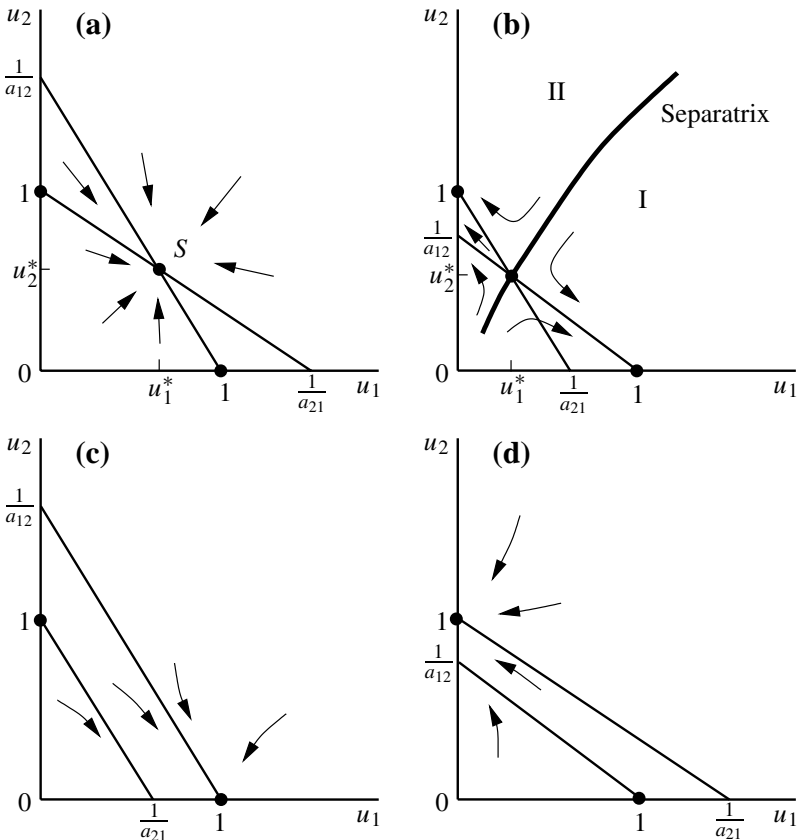 (a)
u₂
1/a₁₂
1
S
u₂*
0
u₁*
1
1/a₂₁
u₁
(b)
u₂
II
Separatrix
I
1
1/a₁₂
u₂*
0
u₁*
1/a₂₁
1
u₁
(c)
u₂
1/a₁₂
1
0
1/a₂₁
1
u₁
(d)
u₂
1
1/a₁₂
0
1
1/a₂₁
u₁